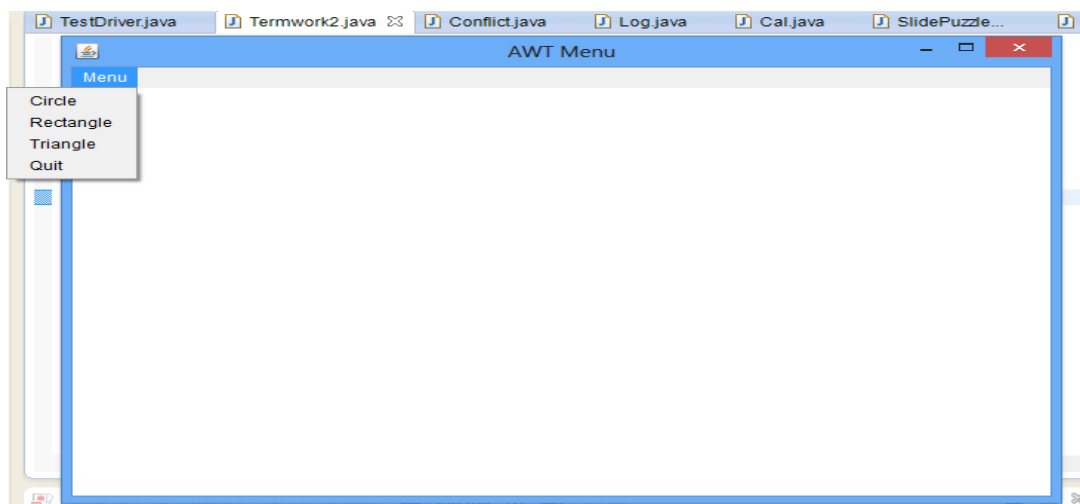 TestDriver.java Termwork2.java Conflict.java Log.java Cal.java SlidePuzzle...
AWT Menu
Menu
Circle
Rectangle
Triangle
Quit